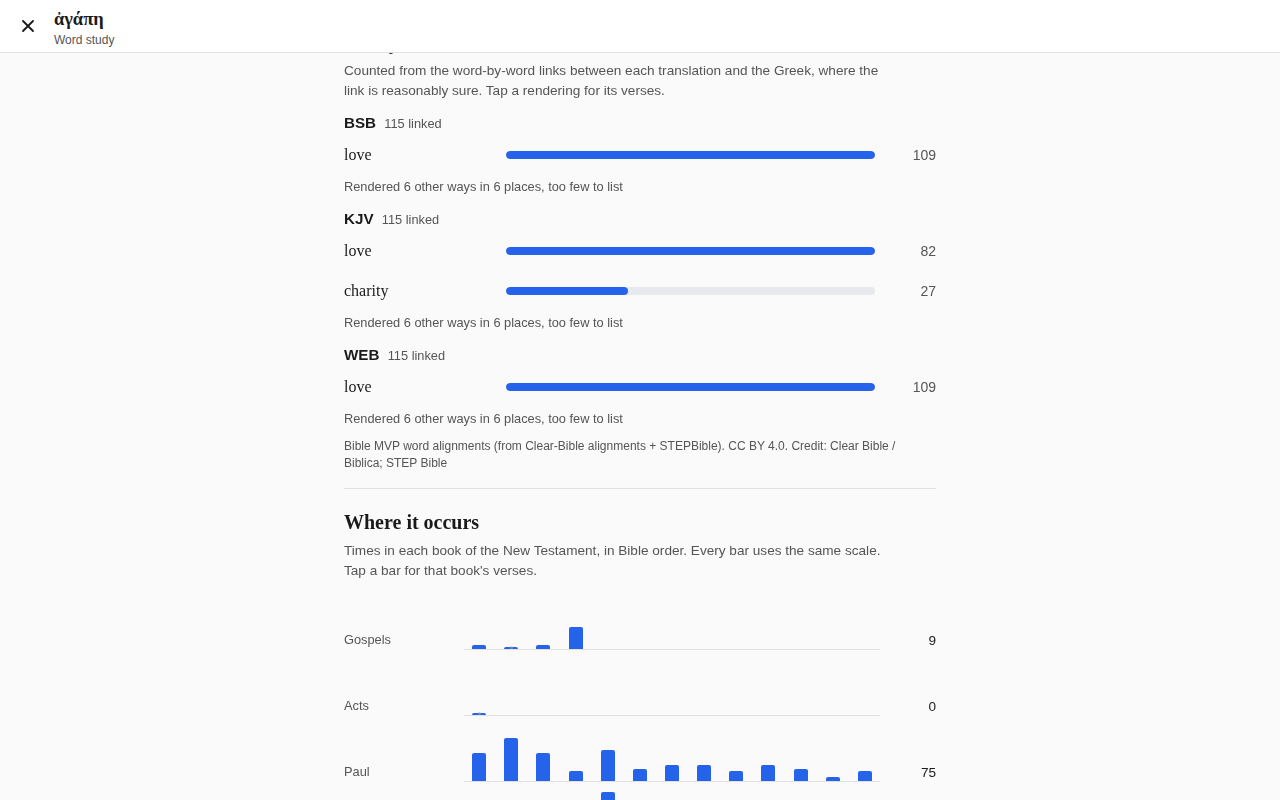 ἀγάπη
Word study
Counted from the word-by-word links between each translation and the Greek, where the
link is reasonably sure. Tap a rendering for its verses.
BSB 115 linked
love 109
Rendered 6 other ways in 6 places, too few to list
KJV 115 linked
love 82
charity 27
Rendered 6 other ways in 6 places, too few to list
WEB 115 linked
love 109
Rendered 6 other ways in 6 places, too few to list
Bible MVP word alignments (from Clear-Bible alignments + STEPBible). CC BY 4.0. Credit: Clear Bible /
Biblica; STEP Bible
Where it occurs
Times in each book of the New Testament, in Bible order. Every bar uses the same scale.
Tap a bar for that book's verses.
Gospels 9
Acts 0
Paul 75